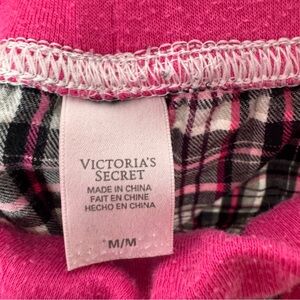 VICTORIA'S
SECRET
MADE IN CHINA
FAIT EN CHINE
HECHO EN CHINA
M/M